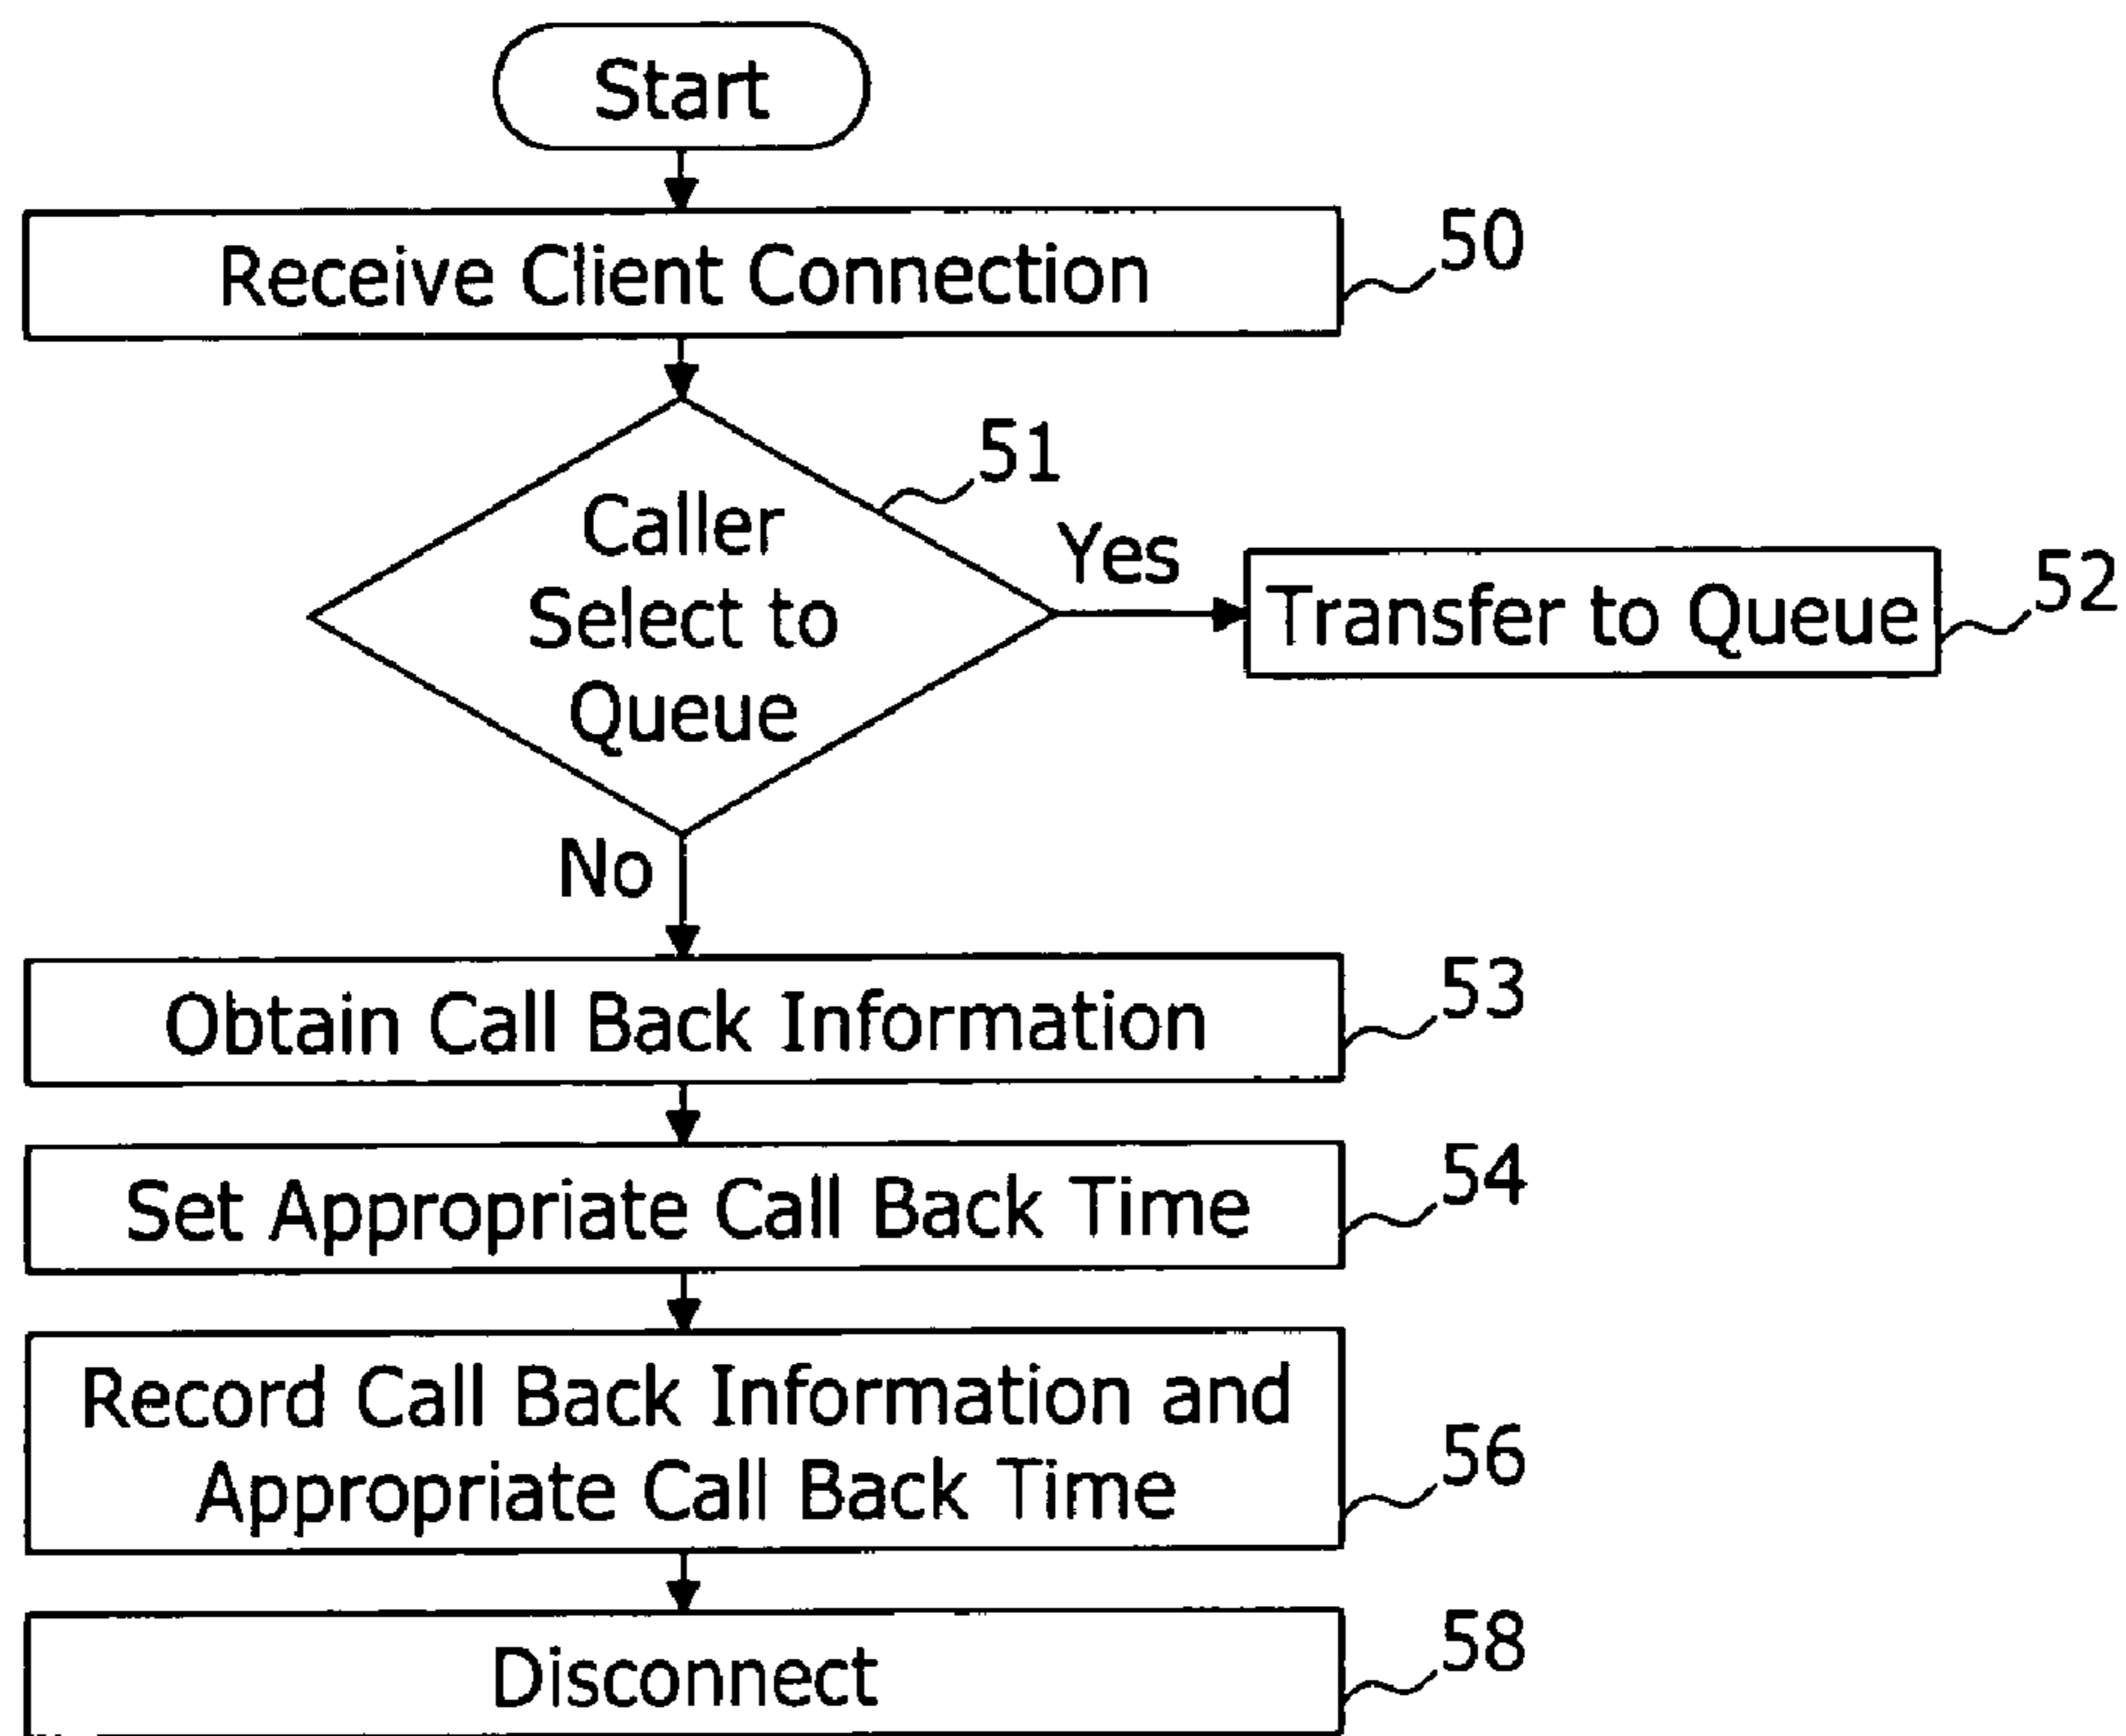 Start
Receive Client Connection
50
51
Caller
Select to
Queue
Yes
Transfer to Queue
52
No
Obtain Call Back Information
53
Set Appropriate Call Back Time
54
Record Call Back Information and
Appropriate Call Back Time
56
Disconnect
58